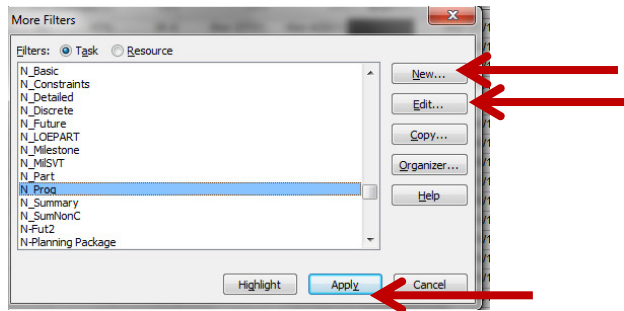 More Filters
Filters: Task Resource
N_Basic
N_Constraints
N_Detailed
N_Discrete
N_Future
N_LOEPART
N_Milestone
N_MilSVT
N_Part
N_Prog
N_Summary
N_SumNonC
N-Fut2
N-Planning Package
New...
Edit...
Copy...
Organizer...
Help
Highlight Apply Cancel